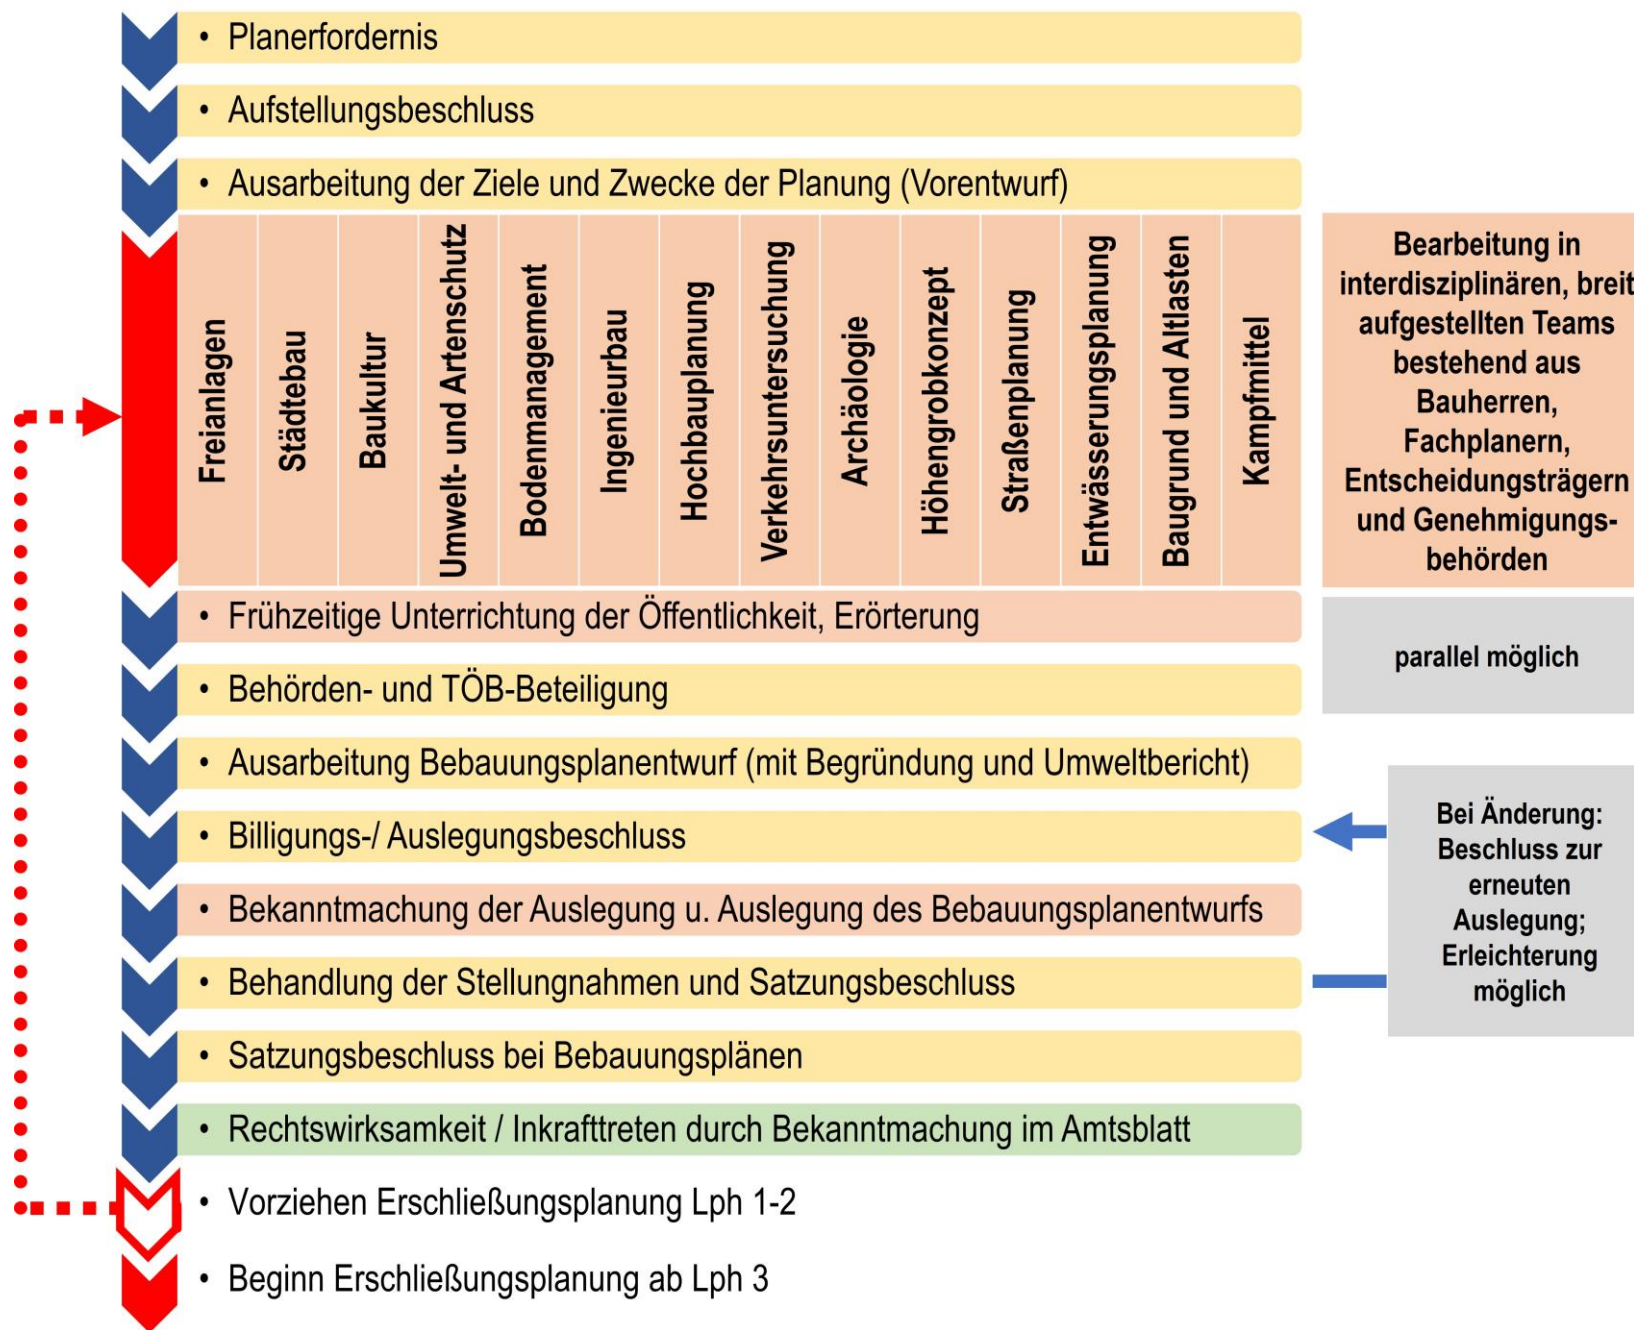 • Planerfordernis
• Aufstellungsbeschluss
• Ausarbeitung der Ziele und Zwecke der Planung (Vorentwurf)
Freianlagen
Städtebau
Baukultur
Umwelt- und Artenschutz
Bodenmanagement
Ingenieurbau
Hochbauplanung
Verkehrsuntersuchung
Archäologie
Höhengrobkonzept
Straßenplanung
Entwässerungsplanung
Baugrund und Altlasten
Kampfmittel
Bearbeitung in
interdisziplinären, breit
aufgestellten Teams
bestehend aus
Bauherren,
Fachplanern,
Entscheidungsträgern
und Genehmigungs-
behörden
• Frühzeitige Unterrichtung der Öffentlichkeit, Erörterung
parallel möglich
• Behörden- und TÖB-Beteiligung
• Ausarbeitung Bebauungsplanentwurf (mit Begründung und Umweltbericht)
• Billigungs-/ Auslegungsbeschluss
• Bekanntmachung der Auslegung u. Auslegung des Bebauungsplanentwurfs
• Behandlung der Stellungnahmen und Satzungsbeschluss
Bei Änderung:
Beschluss zur
erneuten
Auslegung;
Erleichterung
möglich
• Satzungsbeschluss bei Bebauungsplänen
• Rechtswirksamkeit / Inkrafttreten durch Bekanntmachung im Amtsblatt
• Vorziehen Erschließungsplanung Lph 1-2
• Beginn Erschließungsplanung ab Lph 3